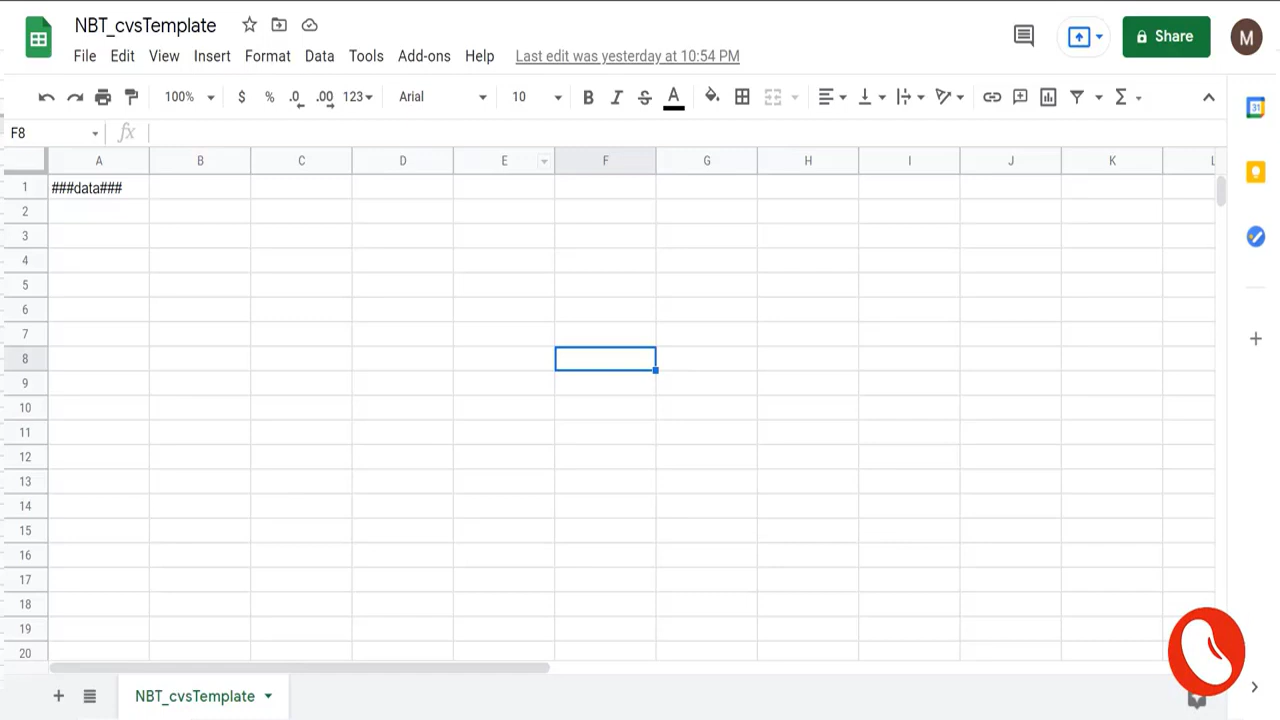 NBT_cvsTemplate
File Edit View Insert Format Data Tools Add-ons Help Last edit was yesterday at 10:54 PM
Share
M
100% $ % .0 .00 123 Arial 10 B I S A Σ
31
F8 fx
A B C D E F G H I J K L
1 ###data###
2
3
4
5
6
7
8
9
10
11
12
13
14
15
16
17
18
19
20
+ NBT_cvsTemplate